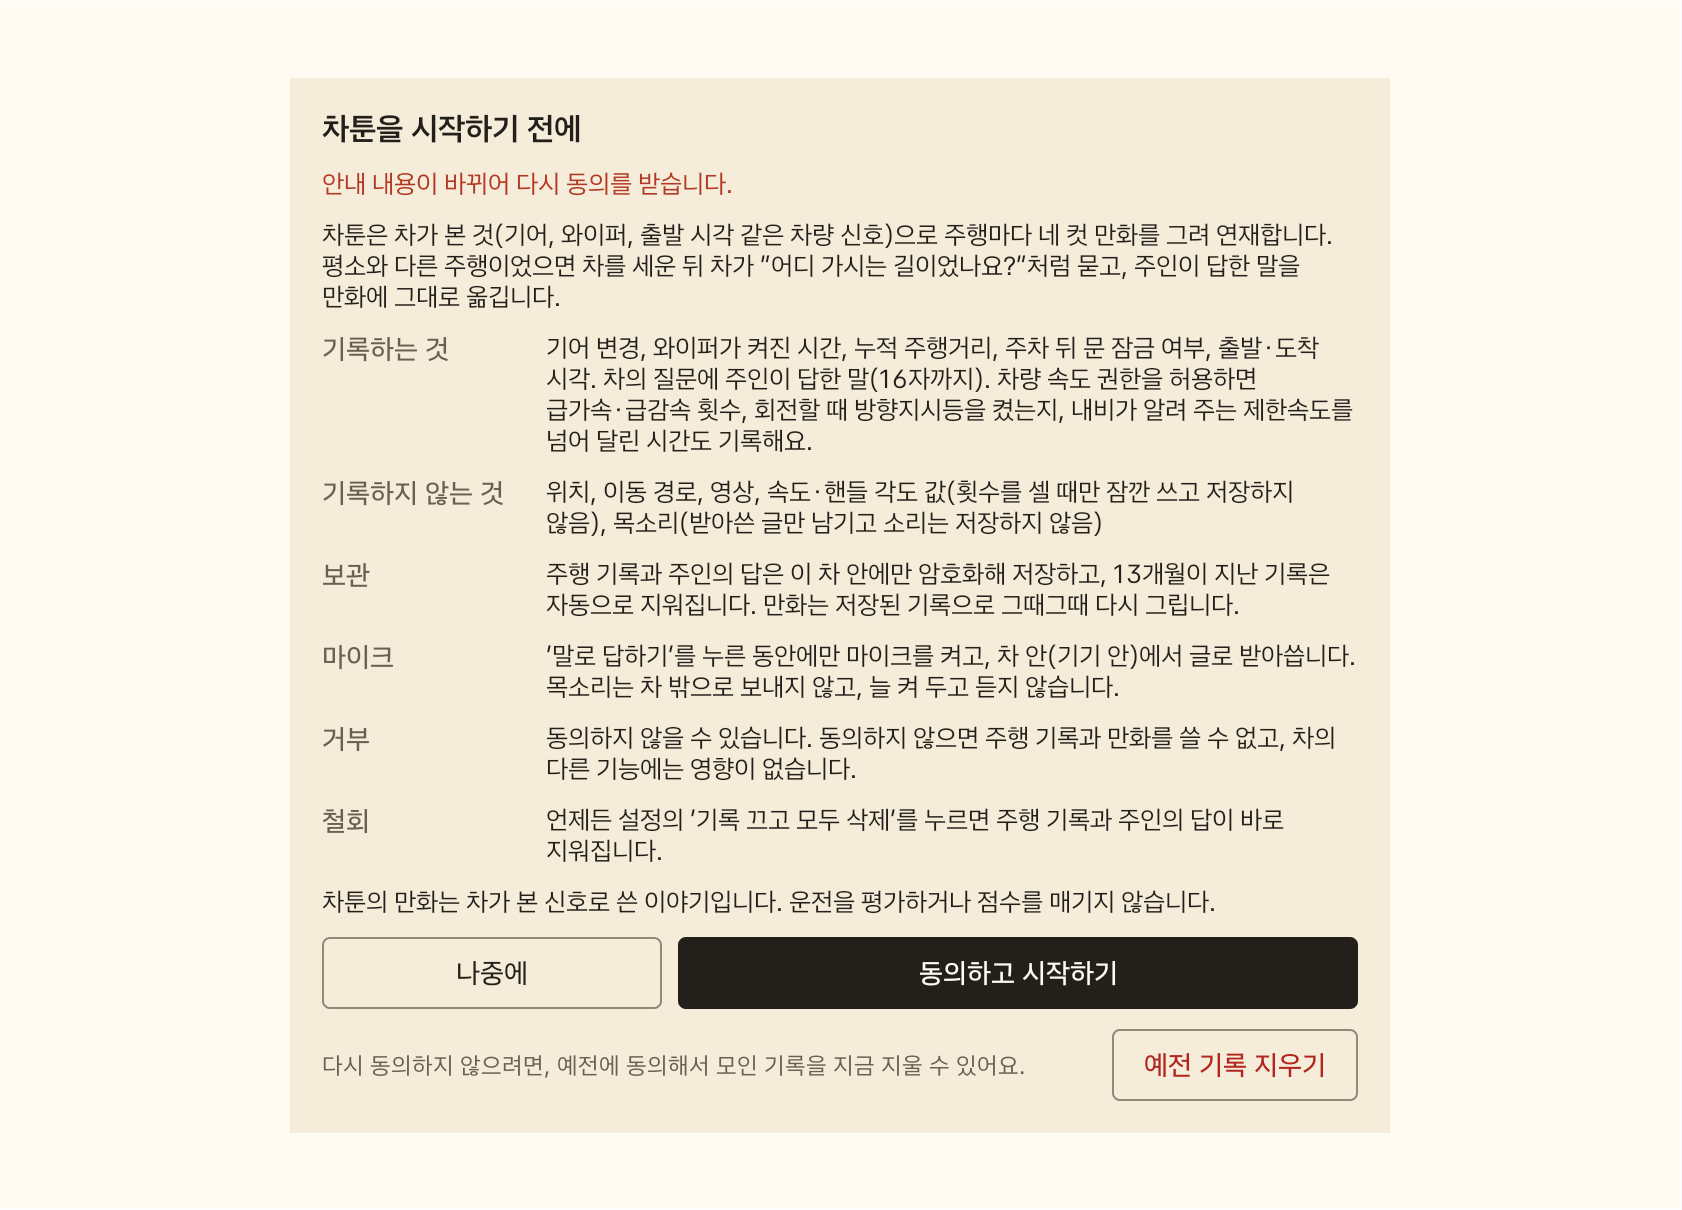 차툰을 시작하기 전에
안내 내용이 바뀌어 다시 동의를 받습니다.
차툰은 차가 본 것(기어, 와이퍼, 출발 시각 같은 차량 신호)으로 주행마다 네 컷 만화를 그려 연재합니다.
평소와 다른 주행이었으면 차를 세운 뒤 차가 "어디 가시는 길이었나요?"처럼 묻고, 주인이 답한 말을
만화에 그대로 옮깁니다.
기록하는 것
기어 변경, 와이퍼가 켜진 시간, 누적 주행거리, 주차 뒤 문 잠금 여부, 출발·도착
시각. 차의 질문에 주인이 답한 말(16자까지). 차량 속도 권한을 허용하면
급가속·급감속 횟수, 회전할 때 방향지시등을 켰는지, 내비가 알려 주는 제한속도를
넘어 달린 시간도 기록해요.
기록하지 않는 것
위치, 이동 경로, 영상, 속도·핸들 각도 값(횟수를 셀 때만 잠깐 쓰고 저장하지
않음), 목소리(받아쓴 글만 남기고 소리는 저장하지 않음)
보관
주행 기록과 주인의 답은 이 차 안에만 암호화해 저장하고, 13개월이 지난 기록은
자동으로 지워집니다. 만화는 저장된 기록으로 그때그때 다시 그립니다.
마이크
'말로 답하기'를 누른 동안에만 마이크를 켜고, 차 안(기기 안)에서 글로 받아씁니다.
목소리는 차 밖으로 보내지 않고, 늘 켜 두고 듣지 않습니다.
거부
동의하지 않을 수 있습니다. 동의하지 않으면 주행 기록과 만화를 쓸 수 없고, 차의
다른 기능에는 영향이 없습니다.
철회
언제든 설정의 '기록 끄고 모두 삭제'를 누르면 주행 기록과 주인의 답이 바로
지워집니다.
차툰의 만화는 차가 본 신호로 쓴 이야기입니다. 운전을 평가하거나 점수를 매기지 않습니다.
나중에
동의하고 시작하기
다시 동의하지 않으려면, 예전에 동의해서 모인 기록을 지금 지울 수 있어요.
예전 기록 지우기